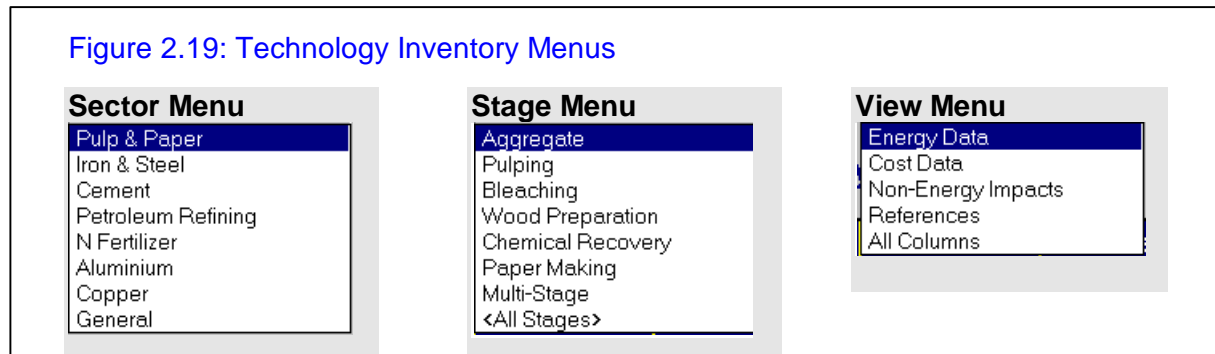 Figure 2.19: Technology Inventory Menus
Sector Menu
Pulp & Paper
Iron & Steel
Cement
Petroleum Refining
N Fertilizer
Aluminium
Copper
General
Stage Menu
Aggregate
Pulping
Bleaching
Wood Preparation
Chemical Recovery
Paper Making
Multi-Stage
<All Stages>
View Menu
Energy Data
Cost Data
Non-Energy Impacts
References
All Columns